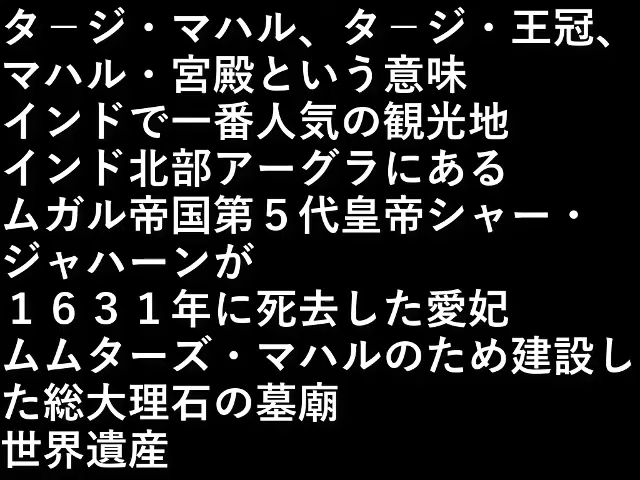 タ－ジ・マハル、タ－ジ・王冠、
マハル・宮殿という意味
インドで一番人気の観光地
インド北部アーグラにある
ムガル帝国第５代皇帝シャー・
ジャハーンが
１６３１年に死去した愛妃
ムムターズ・マハルのため建設し
た総大理石の墓廟
世界遺産